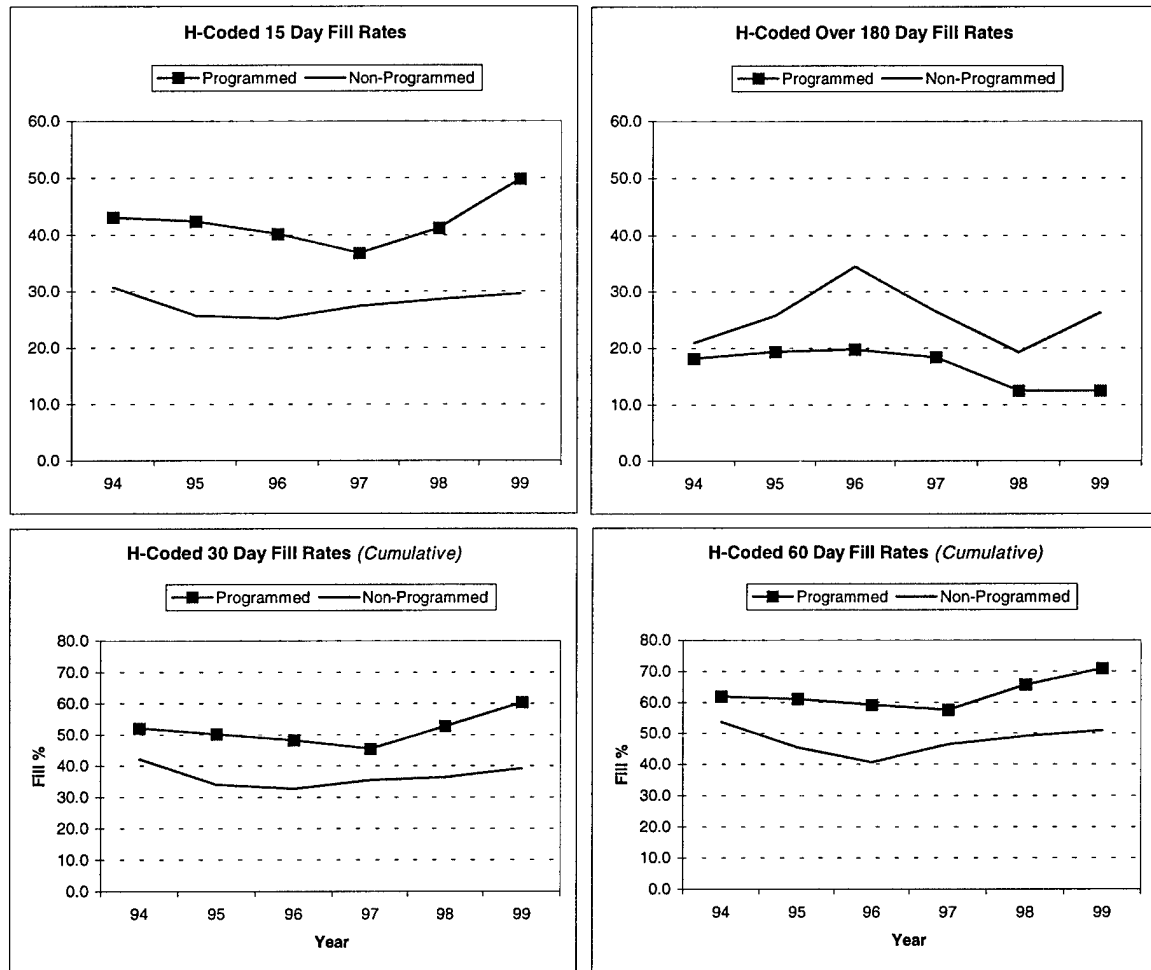 H-Coded 15 Day Fill Rates
Programmed Non-Programmed
60.0
50.0
40.0
30.0
20.0
10.0
0.0
94 95 96 97 98 99
H-Coded Over 180 Day Fill Rates
Programmed Non-Programmed
60.0
50.0
40.0
30.0
20.0
10.0
0.0
94 95 96 97 98 99
H-Coded 30 Day Fill Rates (Cumulative)
Programmed Non-Programmed
Fill %
80.0
70.0
60.0
50.0
40.0
30.0
20.0
10.0
0.0
94 95 96 97 98 99
Year
H-Coded 60 Day Fill Rates (Cumulative)
Programmed Non-Programmed
Fill %
80.0
70.0
60.0
50.0
40.0
30.0
20.0
10.0
0.0
94 95 96 97 98 99
Year